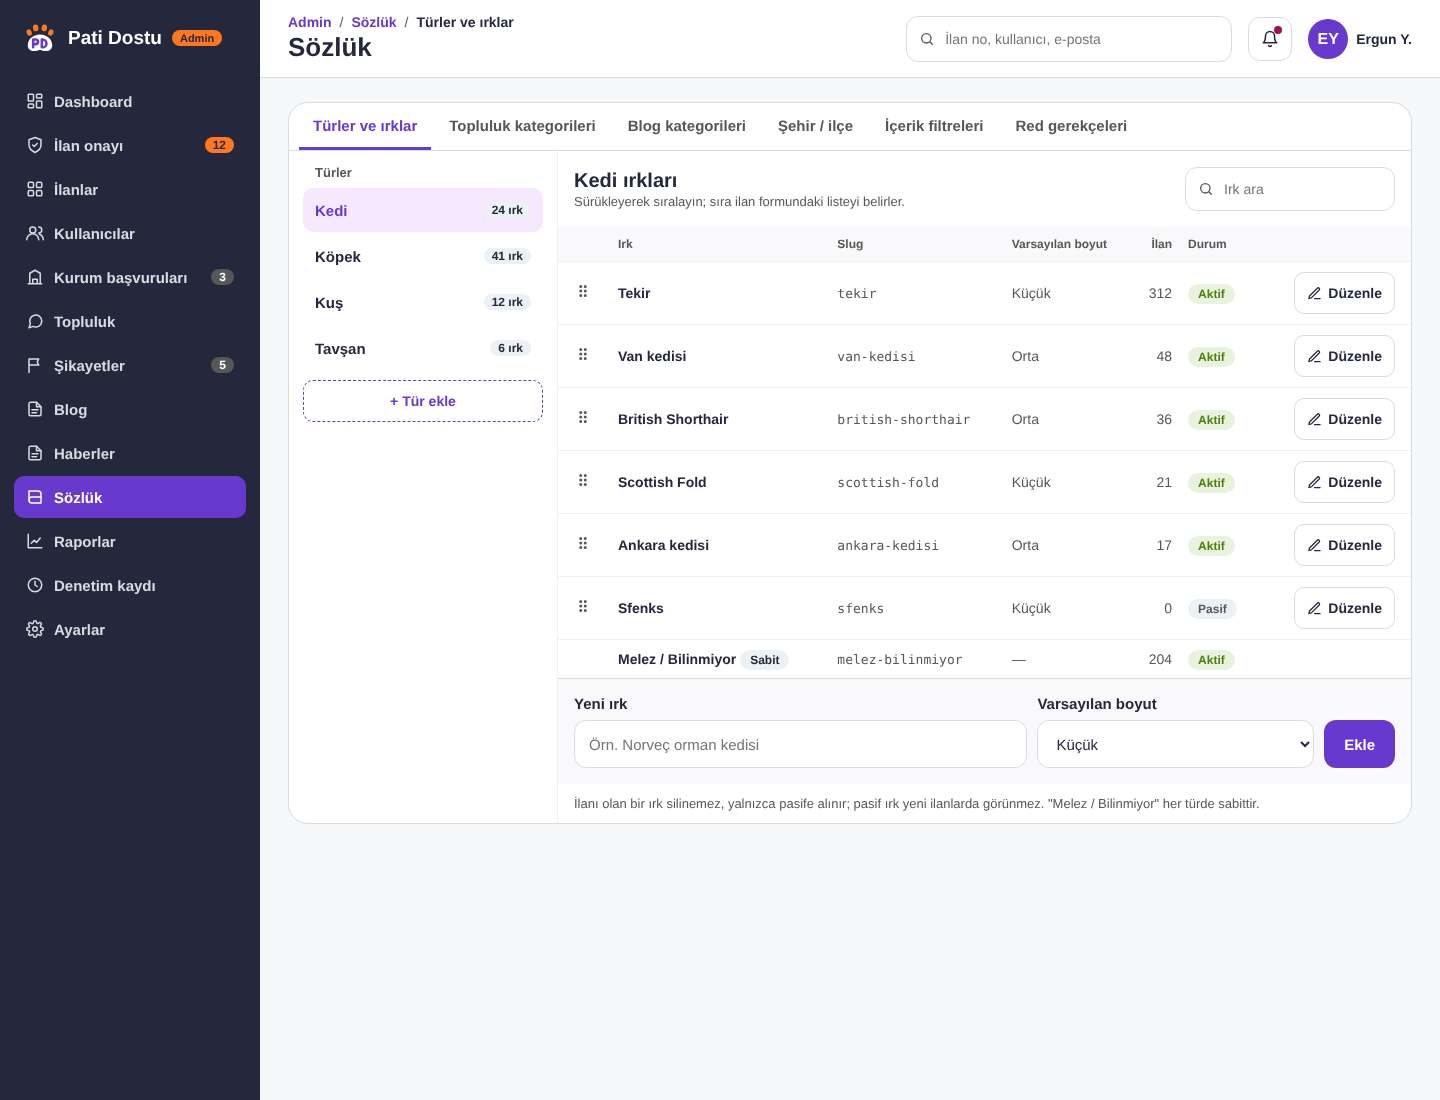 PD Pati Dostu Admin
Dashboard
İlan onayı 12
İlanlar
Kullanıcılar
Kurum başvuruları 3
Topluluk
Şikayetler 5
Blog
Haberler
Sözlük
Raporlar
Denetim kaydı
Ayarlar
Admin / Sözlük / Türler ve ırklar
Sözlük
İlan no, kullanıcı, e-posta
EY Ergun Y.
Türler ve ırklar Topluluk kategorileri Blog kategorileri Şehir / ilçe İçerik filtreleri Red gerekçeleri
Türler
Kedi 24 ırk
Köpek 41 ırk
Kuş 12 ırk
Tavşan 6 ırk
+ Tür ekle
Kedi ırkları
Sürükleyerek sıralayın; sıra ilan formundaki listeyi belirler.
Irk ara
Irk Slug Varsayılan boyut İlan Durum
Tekir tekir Küçük 312 Aktif Düzenle
Van kedisi van-kedisi Orta 48 Aktif Düzenle
British Shorthair british-shorthair Orta 36 Aktif Düzenle
Scottish Fold scottish-fold Küçük 21 Aktif Düzenle
Ankara kedisi ankara-kedisi Orta 17 Aktif Düzenle
Sfenks sfenks Küçük 0 Pasif Düzenle
Melez / Bilinmiyor Sabit melez-bilinmiyor — 204 Aktif
Yeni ırk Varsayılan boyut
Örn. Norveç orman kedisi Küçük Ekle
İlanı olan bir ırk silinemez, yalnızca pasife alınır; pasif ırk yeni ilanlarda görünmez. "Melez / Bilinmiyor" her türde sabittir.